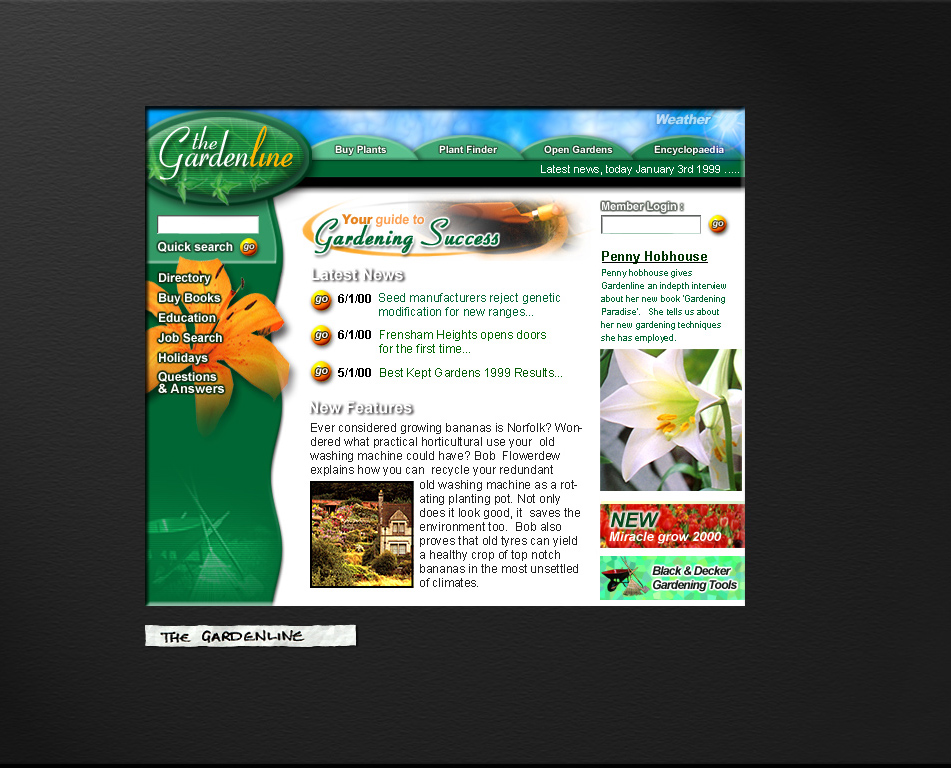 the
Gardenline
Weather
Buy Plants
Plant Finder
Open Gardens
Encyclopaedia
Latest news, today January 3rd 1999 .....
Quick search go
Directory
Buy Books
Education
Job Search
Holidays
Questions
& Answers
Your guide to
Gardening Success
Latest News
go 6/1/00 Seed manufacturers reject genetic
modification for new ranges...
go 6/1/00 Frensham Heights opens doors
for the first time...
go 5/1/00 Best Kept Gardens 1999 Results...
New Features
Ever considered growing bananas is Norfolk? Won-
dered what practical horticultural use your old
washing machine could have? Bob Flowerdew
explains how you can recycle your redundant
old washing machine as a rot-
ating planting pot. Not only
does it look good, it saves the
environment too. Bob also
proves that old tyres can yield
a healthy crop of top notch
bananas in the most unsettled
of climates.
Member Login :
go
Penny Hobhouse
Penny hobhouse gives
Gardenline an indepth interview
about her new book 'Gardening
Paradise'. She tells us about
her new gardening techniques
she has employed.
NEW
Miracle grow 2000
Black & Decker
Gardening Tools
THE GARDENLINE